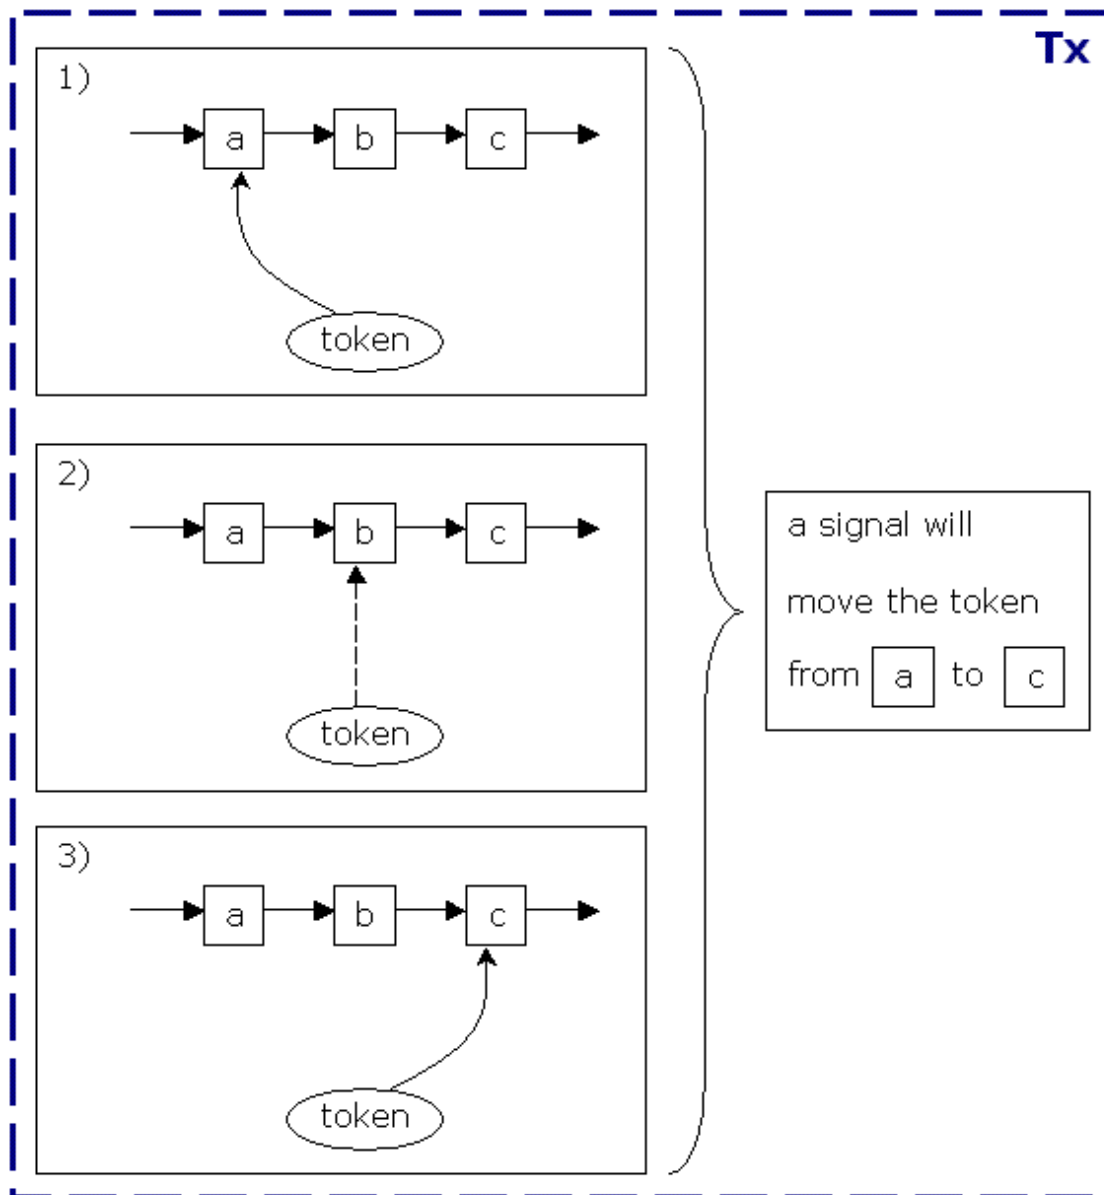 Tx
1)
a b c
token
2)
a b c
token
3)
a b c
token
a signal will
move the token
from a to c